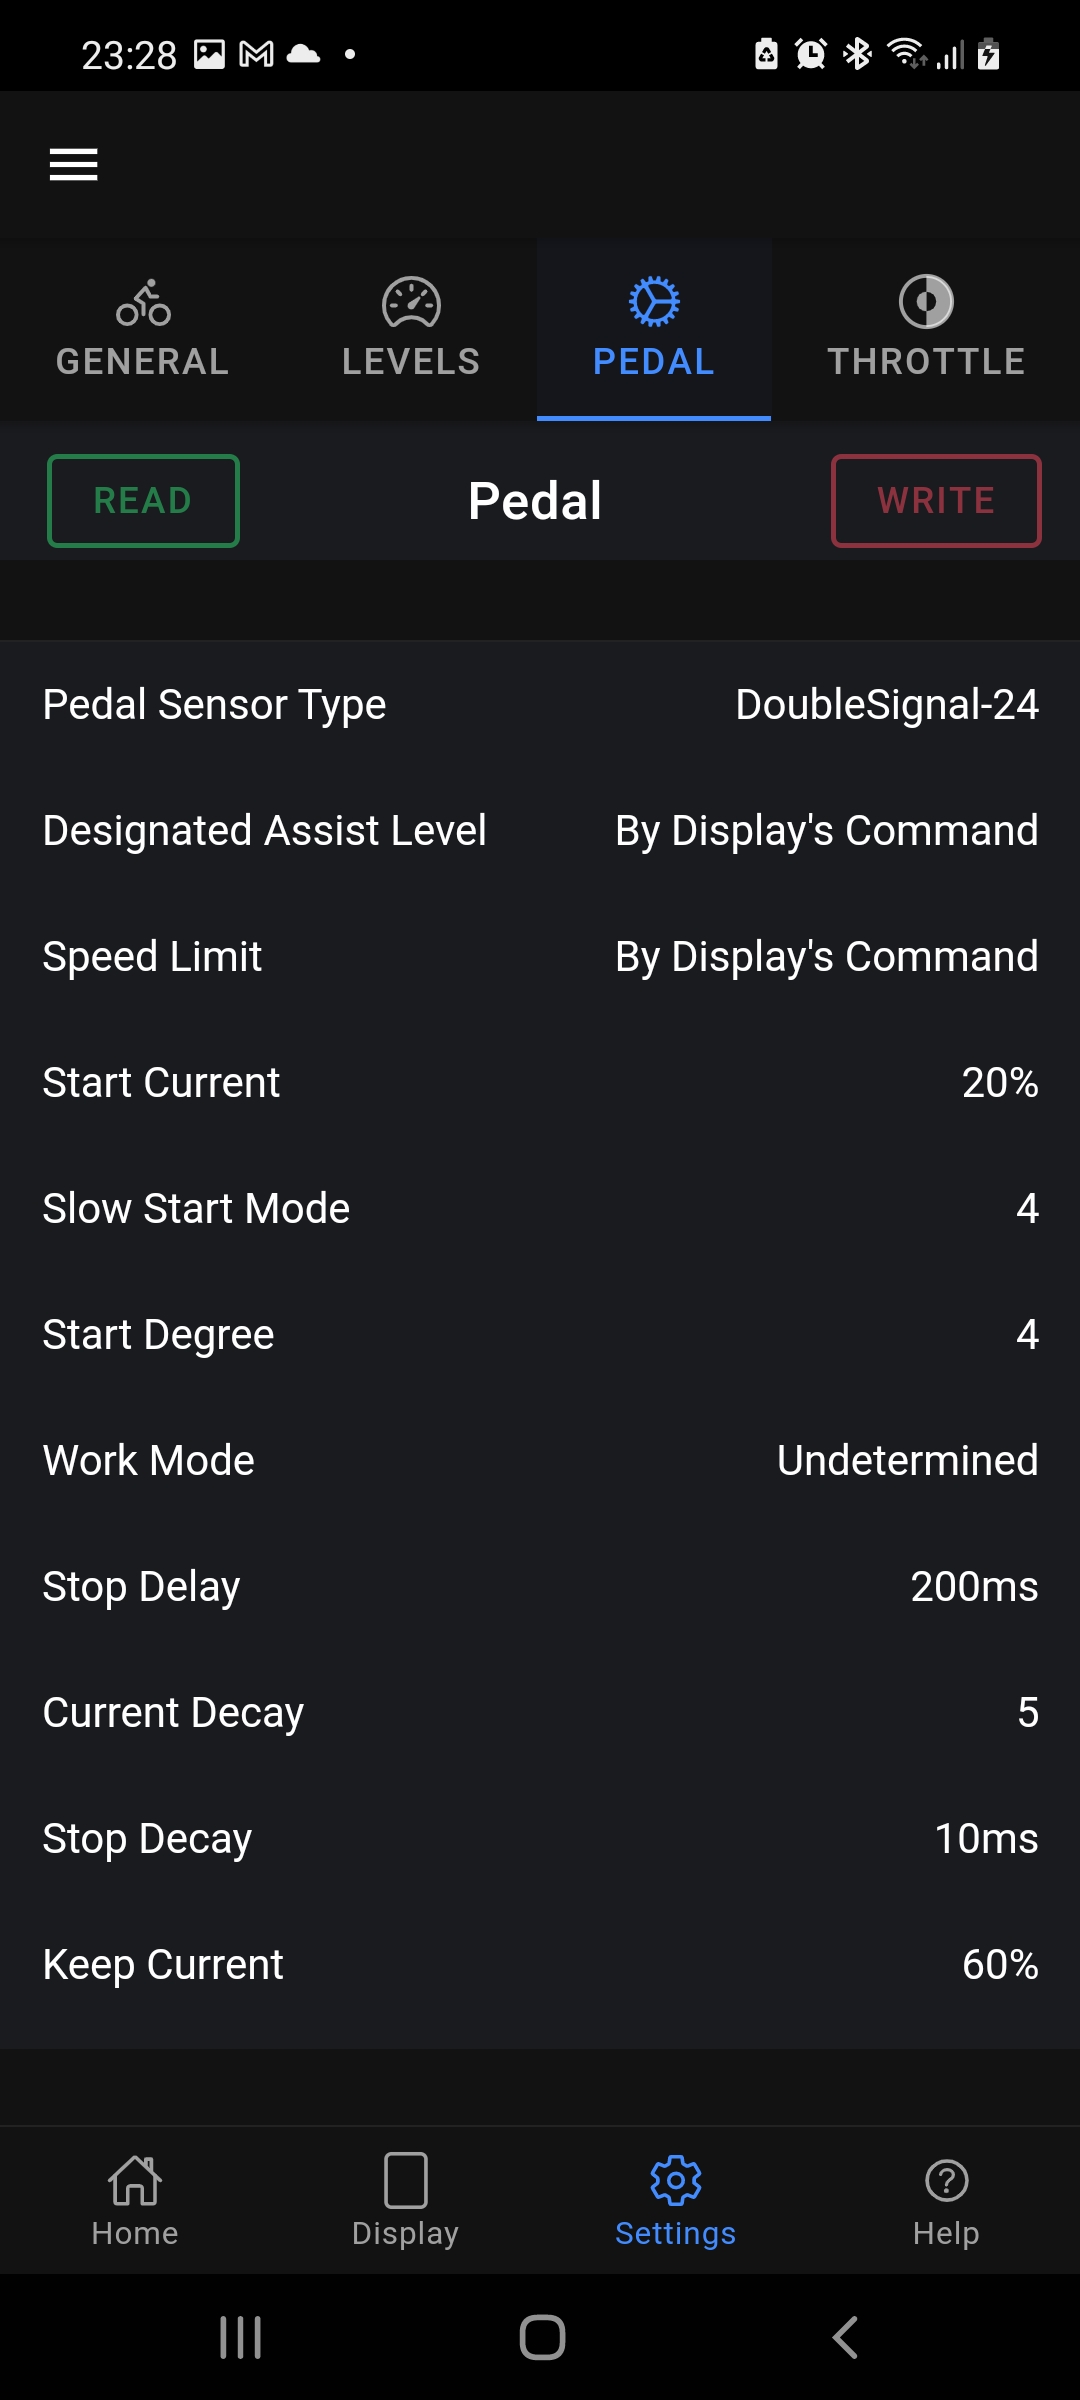 23:28
GENERAL LEVELS PEDAL THROTTLE
READ Pedal WRITE
Pedal Sensor Type DoubleSignal-24
Designated Assist Level By Display's Command
Speed Limit By Display's Command
Start Current 20%
Slow Start Mode 4
Start Degree 4
Work Mode Undetermined
Stop Delay 200ms
Current Decay 5
Stop Decay 10ms
Keep Current 60%
Home Display Settings Help